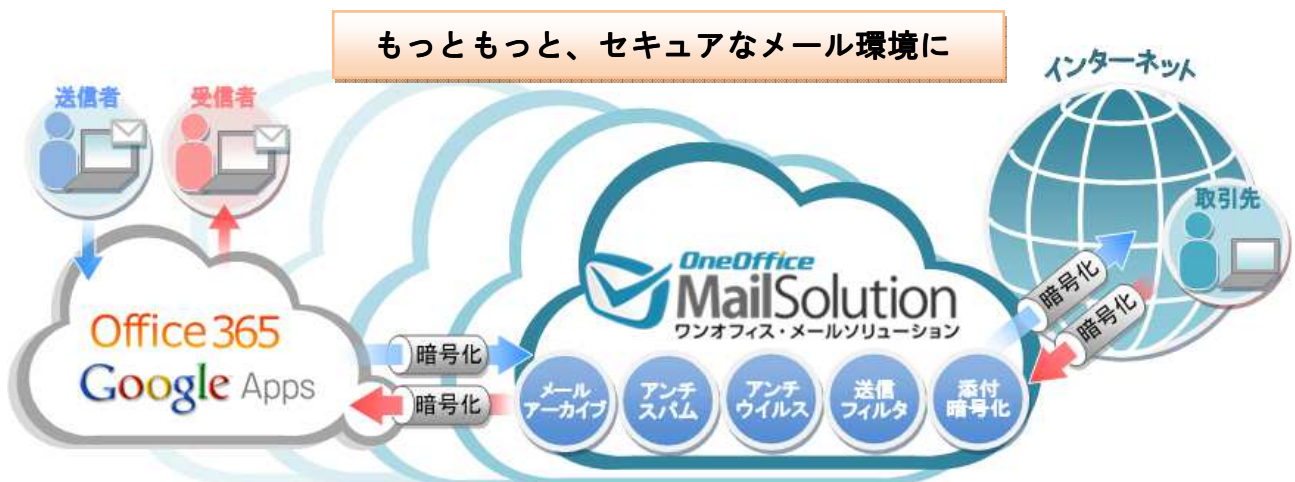 もっともっと、セキュアなメール環境に
インターネット
送信者
受信者
取引先
OneOffice
MailSolution
ワンオフィス・メールソリューション
Office 365
Google Apps
暗号化
暗号化
暗号化
暗号化
メール
アーカイブ
アンチ
スパム
アンチ
ウイルス
送信
フィルタ
添付
暗号化